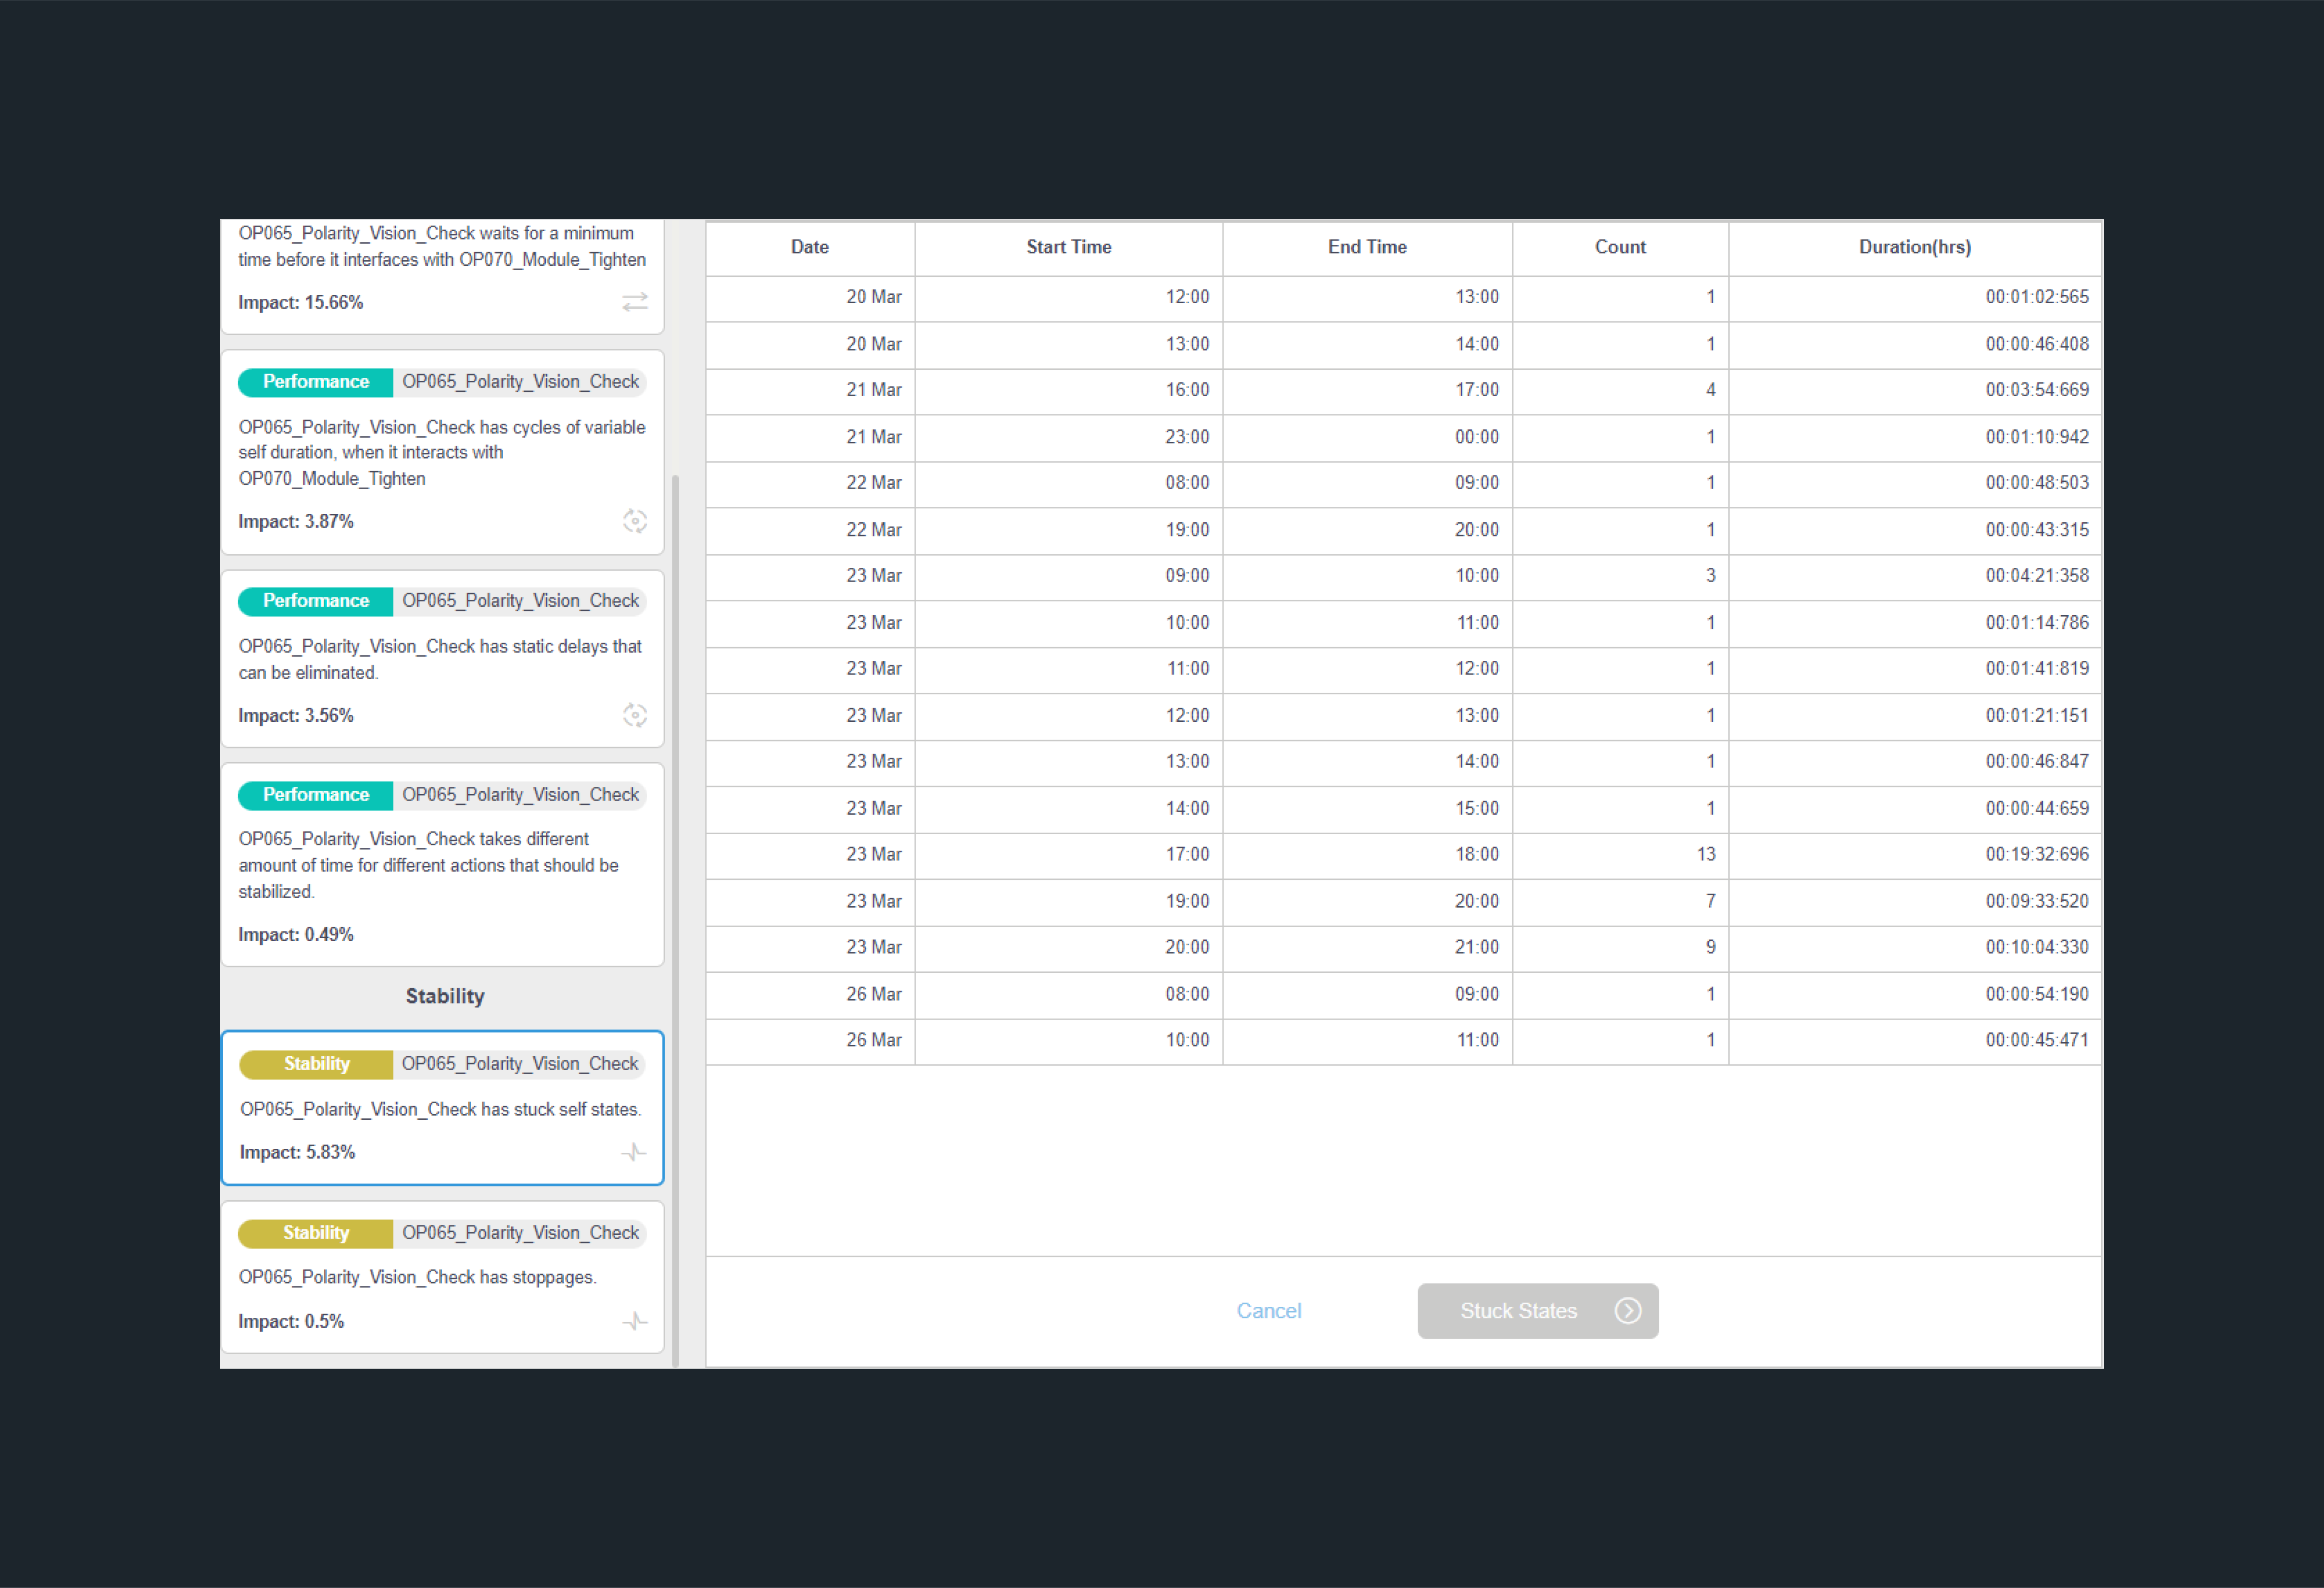 OP065_Polarity_Vision_Check waits for a minimum
time before it interfaces with OP070_Module_Tighten
Impact: 15.66%
Performance OP065_Polarity_Vision_Check
OP065_Polarity_Vision_Check has cycles of variable
self duration, when it interacts with
OP070_Module_Tighten
Impact: 3.87%
Performance OP065_Polarity_Vision_Check
OP065_Polarity_Vision_Check has static delays that
can be eliminated.
Impact: 3.56%
Performance OP065_Polarity_Vision_Check
OP065_Polarity_Vision_Check takes different
amount of time for different actions that should be
stabilized.
Impact: 0.49%
Stability
Stability OP065_Polarity_Vision_Check
OP065_Polarity_Vision_Check has stuck self states.
Impact: 5.83%
Stability OP065_Polarity_Vision_Check
OP065_Polarity_Vision_Check has stoppages.
Impact: 0.5%
Date Start Time End Time Count Duration(hrs)
20 Mar 12:00 13:00 1 00:01:02:565
20 Mar 13:00 14:00 1 00:00:46:408
21 Mar 16:00 17:00 4 00:03:54:669
21 Mar 23:00 00:00 1 00:01:10:942
22 Mar 08:00 09:00 1 00:00:48:503
22 Mar 19:00 20:00 1 00:00:43:315
23 Mar 09:00 10:00 3 00:04:21:358
23 Mar 10:00 11:00 1 00:01:14:786
23 Mar 11:00 12:00 1 00:01:41:819
23 Mar 12:00 13:00 1 00:01:21:151
23 Mar 13:00 14:00 1 00:00:46:847
23 Mar 14:00 15:00 1 00:00:44:659
23 Mar 17:00 18:00 13 00:19:32:696
23 Mar 19:00 20:00 7 00:09:33:520
23 Mar 20:00 21:00 9 00:10:04:330
26 Mar 08:00 09:00 1 00:00:54:190
26 Mar 10:00 11:00 1 00:00:45:471
Cancel Stuck States